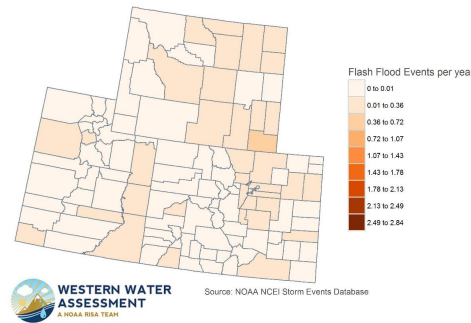 Flash Flood Events per yea
0 to 0.01
0.01 to 0.36
0.36 to 0.72
0.72 to 1.07
1.07 to 1.43
1.43 to 1.78
1.78 to 2.13
2.13 to 2.49
2.49 to 2.84
WESTERN WATER
ASSESSMENT
A NOAA RISA TEAM
Source: NOAA NCEI Storm Events Database